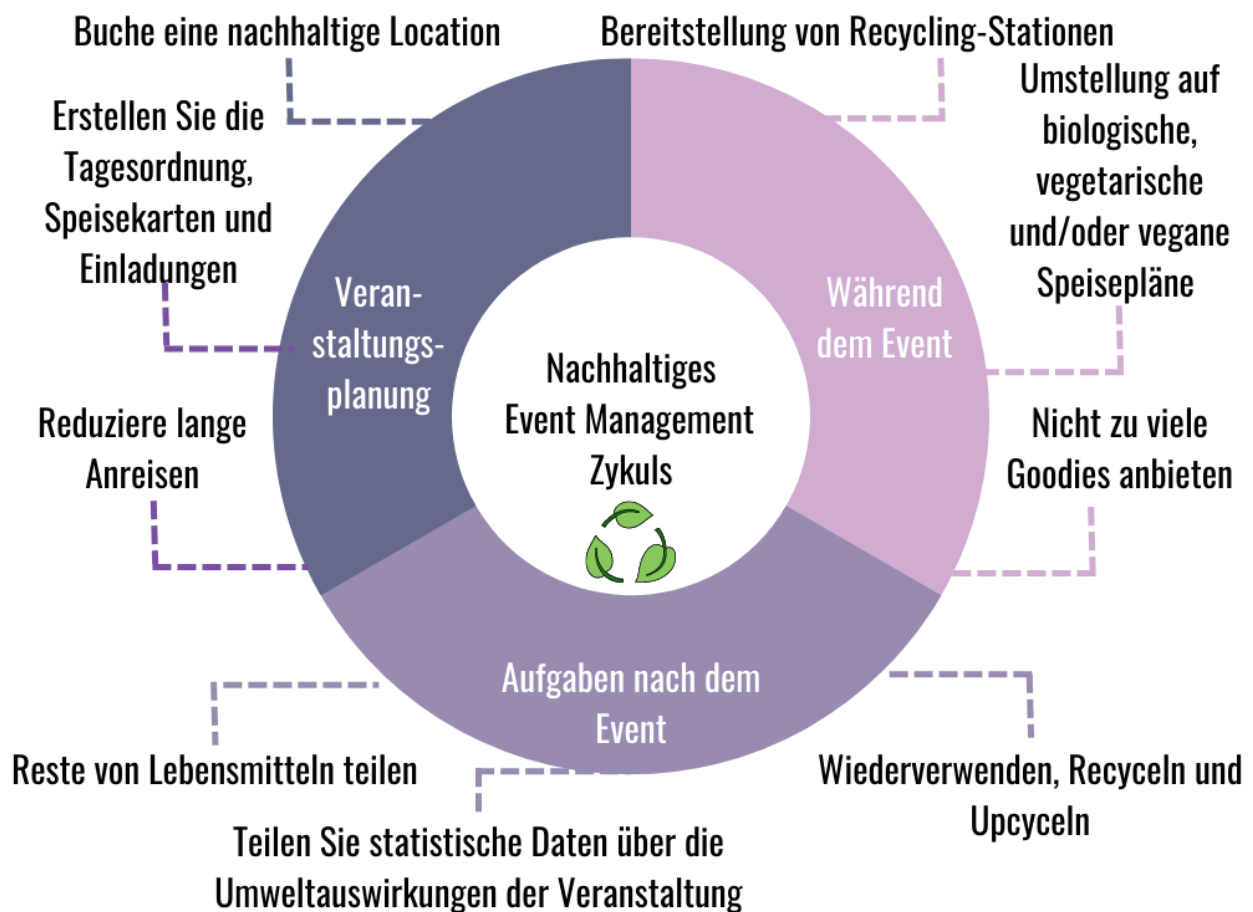 Buche eine nachhaltige Location
Bereitstellung von Recycling-Stationen
Erstellen Sie die
Tagesordnung,
Speisekarten und
Einladungen
Umstellung auf
biologische,
vegetarische
und/oder vegane
Speisepläne
Veran-
staltungs-
planung
Während
dem Event
Nachhaltiges
Event Management
Zykuls
Reduziere lange
Anreisen
Nicht zu viele
Goodies anbieten
Aufgaben nach dem
Event
Reste von Lebensmitteln teilen
Wiederverwenden, Recyceln und
Upcyceln
Teilen Sie statistische Daten über die
Umweltauswirkungen der Veranstaltung